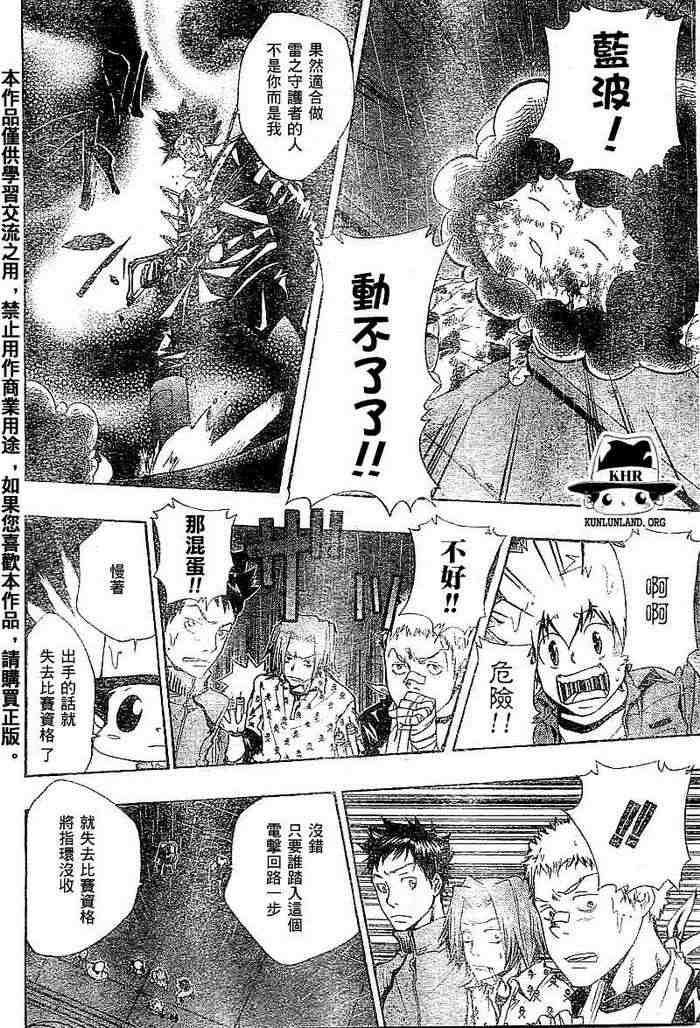 藍波！
果然適合做
雷之守護者的人
不是你而是我
動不了了!!
KHR
KUNLUNLAND.ORG
啊
啊
危險!!
不好!!
那混蛋!!
慢著
出手的話就
失去比賽資格了
!!
沒錯
只要誰踏入這個
電擊回路一步
就失去比賽資格
將指環沒收
本作品僅供學習交流之用，禁止用作商業用途，如果您喜歡本作品，請購買正版。